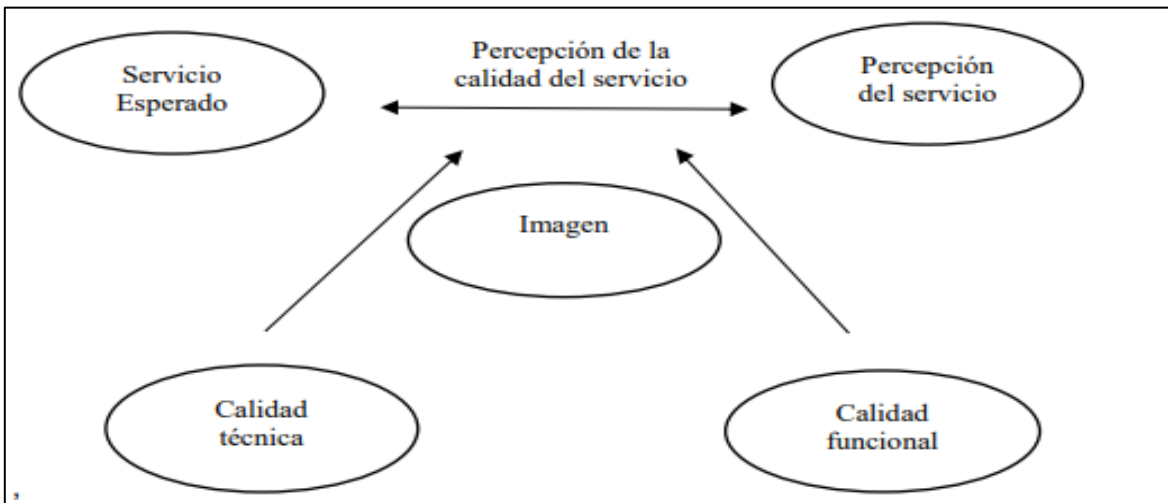 Servicio
Esperado
Percepción de la
calidad del servicio
Percepción
del servicio
Imagen
Calidad
técnica
Calidad
funcional
,